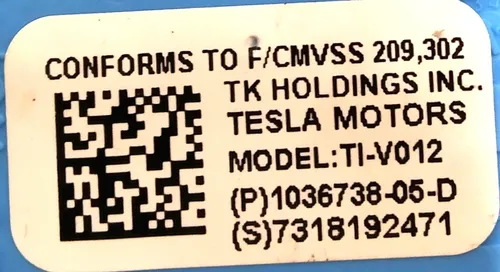 CONFORMS TO F/CMVSS 209,302
TK HOLDINGS INC.
TESLA MOTORS
MODEL:TI-V012
(P)1036738-05-D
(S)7318192471